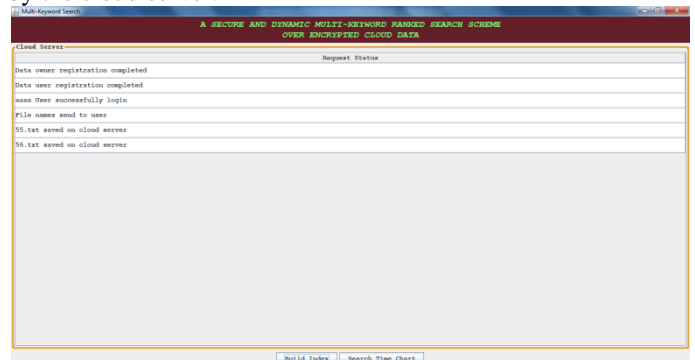 Multi-Keyword Search
A SECURE AND DYNAMIC MULTI-KEYWORD RANKED SEARCH SCHEME
OVER ENCRYPTED CLOUD DATA
Cloud Server
Request Status
Data owner registration completed
Data user registration completed
aaaa User successfully login
File names send to user
55.txt saved on cloud server
56.txt saved on cloud server
Build Index Search Time Chart